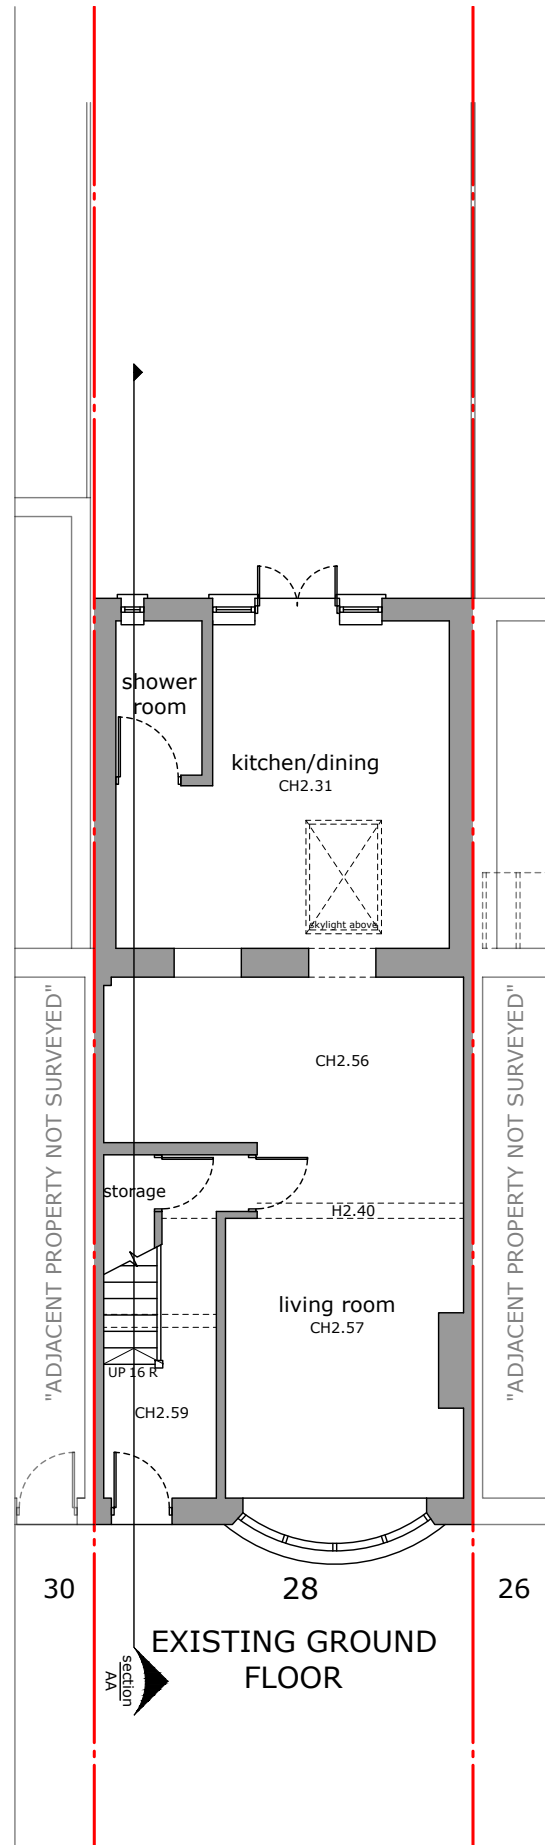 shower
room
kitchen/dining
CH2.31
skylight above
"ADJACENT PROPERTY NOT SURVEYED"
"ADJACENT PROPERTY NOT SURVEYED"
CH2.56
storage
H2.40
living room
CH2.57
UP 16 R
CH2.59
30
28
26
EXISTING GROUND
FLOOR
section
AA